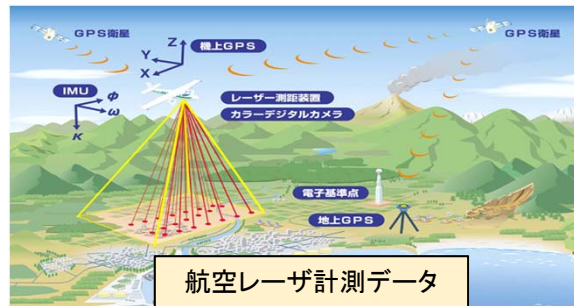 GPS衛星
GPS衛星
Z
機上GPS
Y
X
IMU
Φ
ω
κ
レーザー測距装置
カラーデジタルカメラ
電子基準点
地上GPS
航空レーザ計測データ